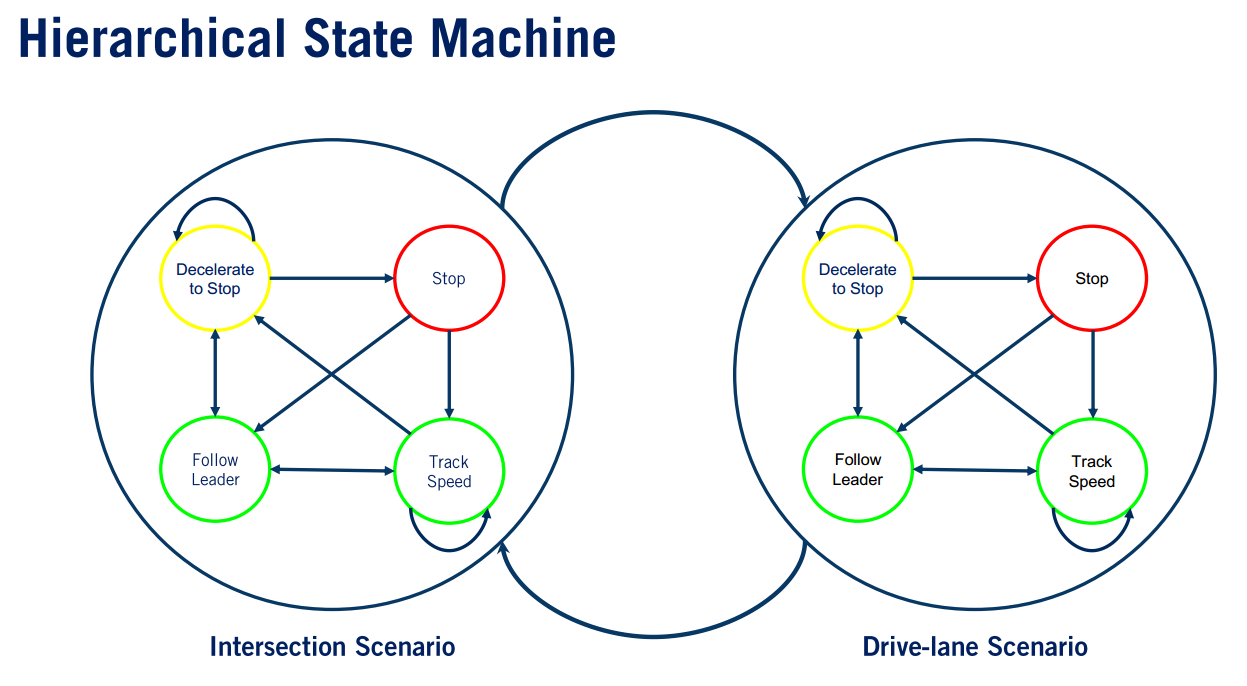 Hierarchical State Machine
Decelerate
to Stop
Stop
Follow
Leader
Track
Speed
Intersection Scenario
Decelerate
to Stop
Stop
Follow
Leader
Track
Speed
Drive-lane Scenario